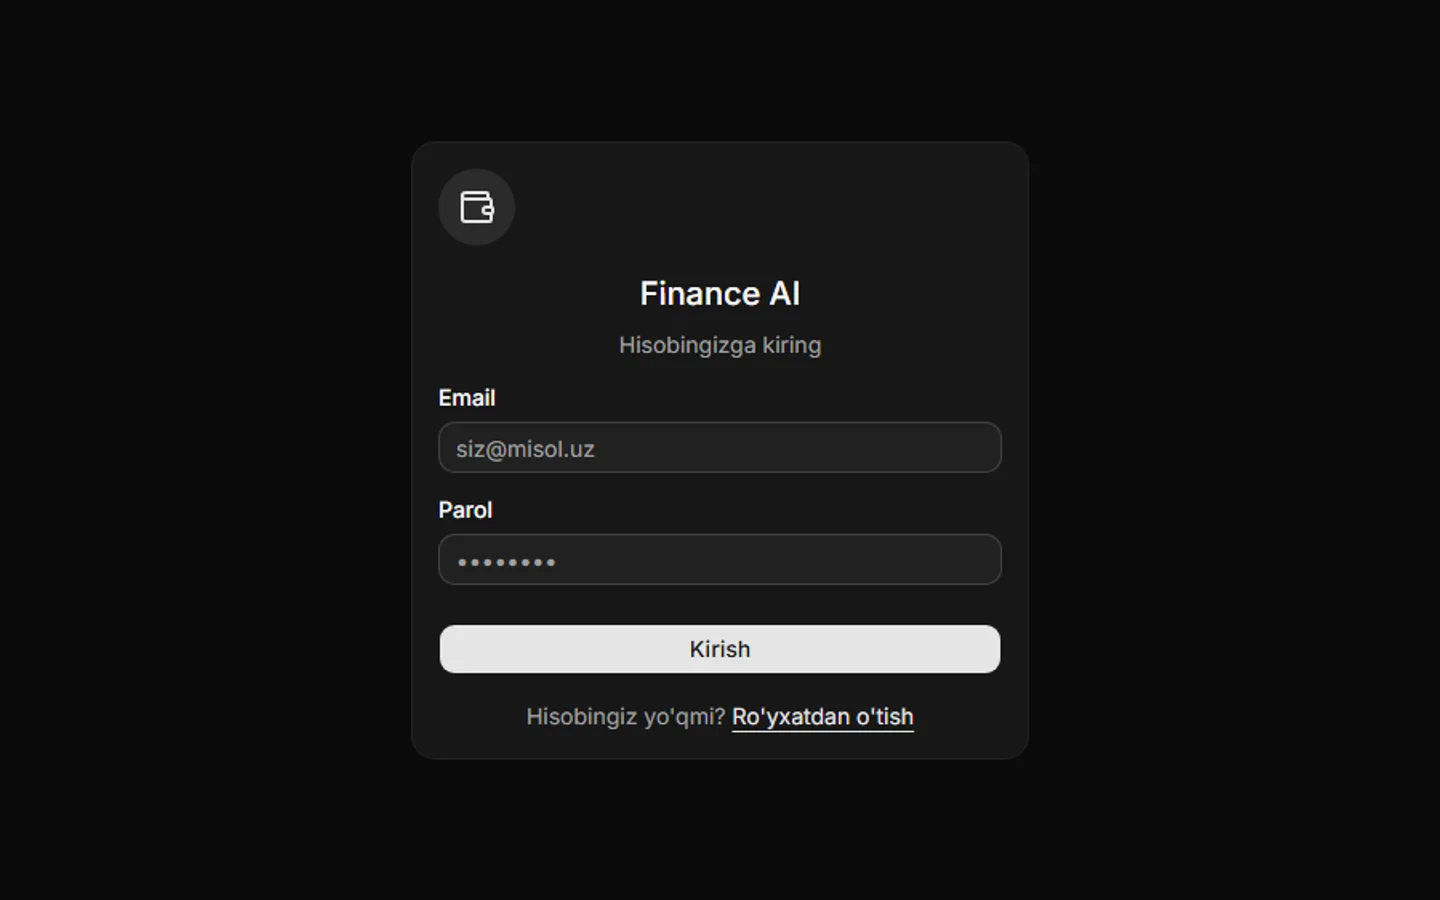 Finance AI
Hisobingizga kiring
Email
siz@misol.uz
Parol
••••••••
Kirish
Hisobingiz yo'qmi? Ro'yxatdan o'tish